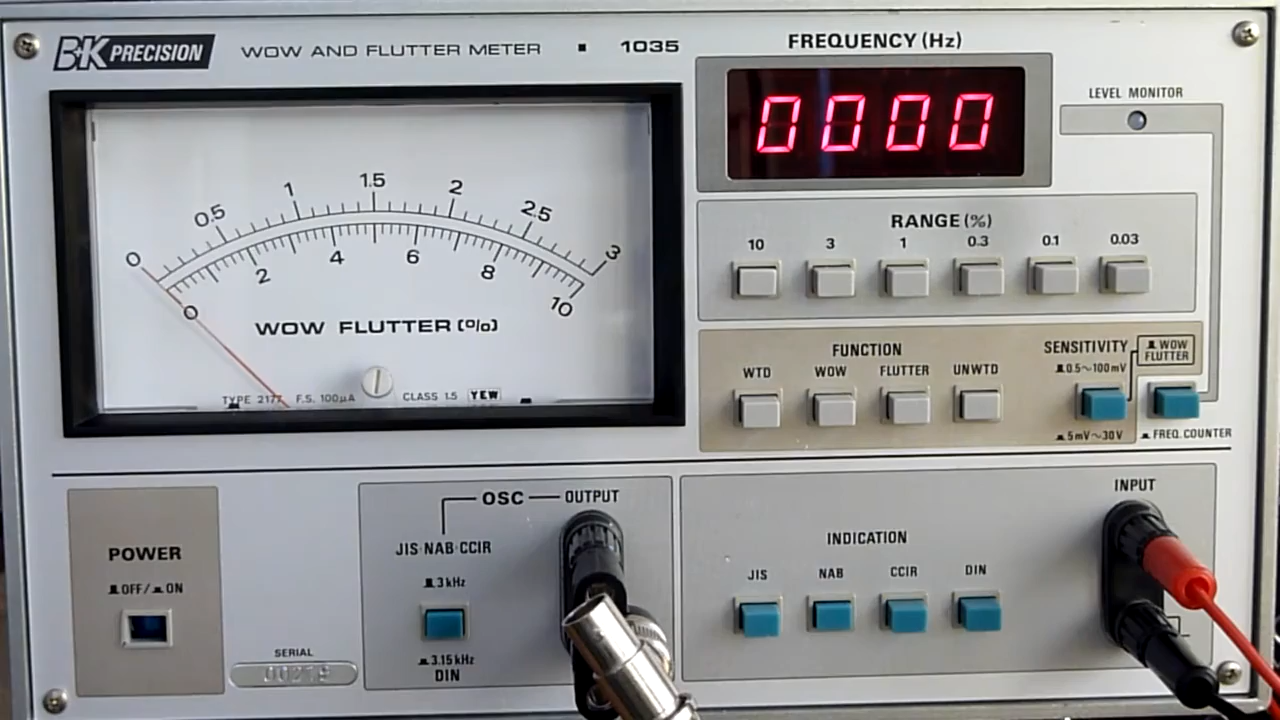 B+K PRECISION WOW AND FLUTTER METER ▪ 1035
FREQUENCY (Hz)
0000
LEVEL MONITOR
0 0.5 1 1.5 2 2.5 3
0 2 4 6 8 10
WOW FLUTTER (%)
TYPE 2177 F.S. 100µA CLASS 1.5 YEW
RANGE (%)
10 3 1 0.3 0.1 0.03
FUNCTION
WTD WOW FLUTTER UNWTD
SENSITIVITY
0.5~100mV
5mV~30V
WOW
FLUTTER
FREQ. COUNTER
POWER
OFF/ ON
SERIAL
00219
OSC OUTPUT
JIS·NAB·CCIR
3 kHz
3.15 kHz
DIN
INDICATION
JIS NAB CCIR DIN
INPUT